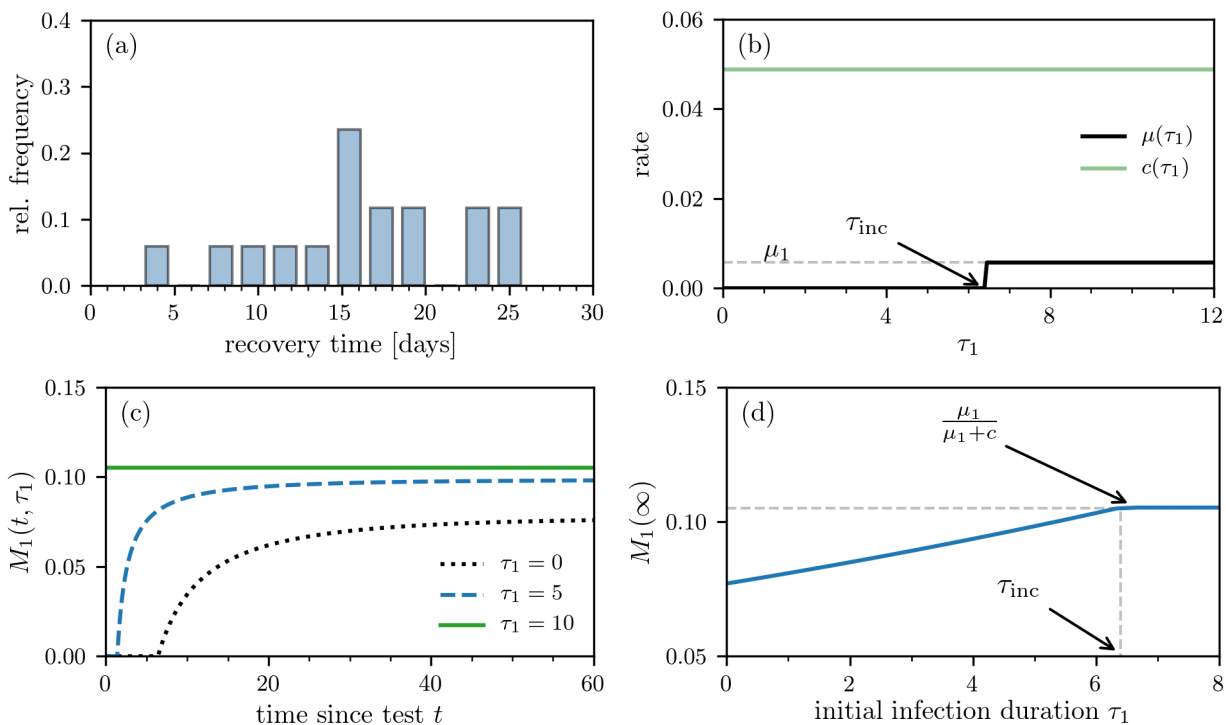 (a)
rel. frequency
0.4
0.3
0.2
0.1
0.0
0 5 10 15 20 25 30
recovery time [days]
(b)
rate
0.06
0.04
0.02
0.00
μ(τ₁)
c(τ₁)
τ_inc
μ₁
0 4 8 12
τ₁
(c)
M₁(t, τ₁)
0.15
0.10
0.05
0.00
τ₁ = 0
τ₁ = 5
τ₁ = 10
0 20 40 60
time since test t
(d)
M₁(∞)
0.15
0.10
0.05
μ₁
μ₁+c
τ_inc
0 2 4 6 8
initial infection duration τ₁